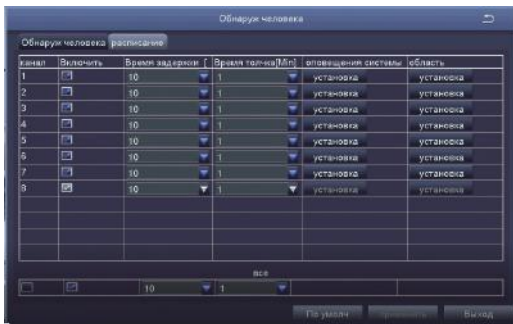 Обнаруж человека
Обнаруж человека расписание
канал Включить Время задержки [ Время толчка[Min] оповещения системы область
1 10 1 установка установка
2 10 1 установка установка
3 10 1 установка установка
4 10 1 установка установка
5 10 1 установка установка
6 10 1 установка установка
7 10 1 установка установка
8 10 1 установка установка
все
10 1
По умолч Применить Выход